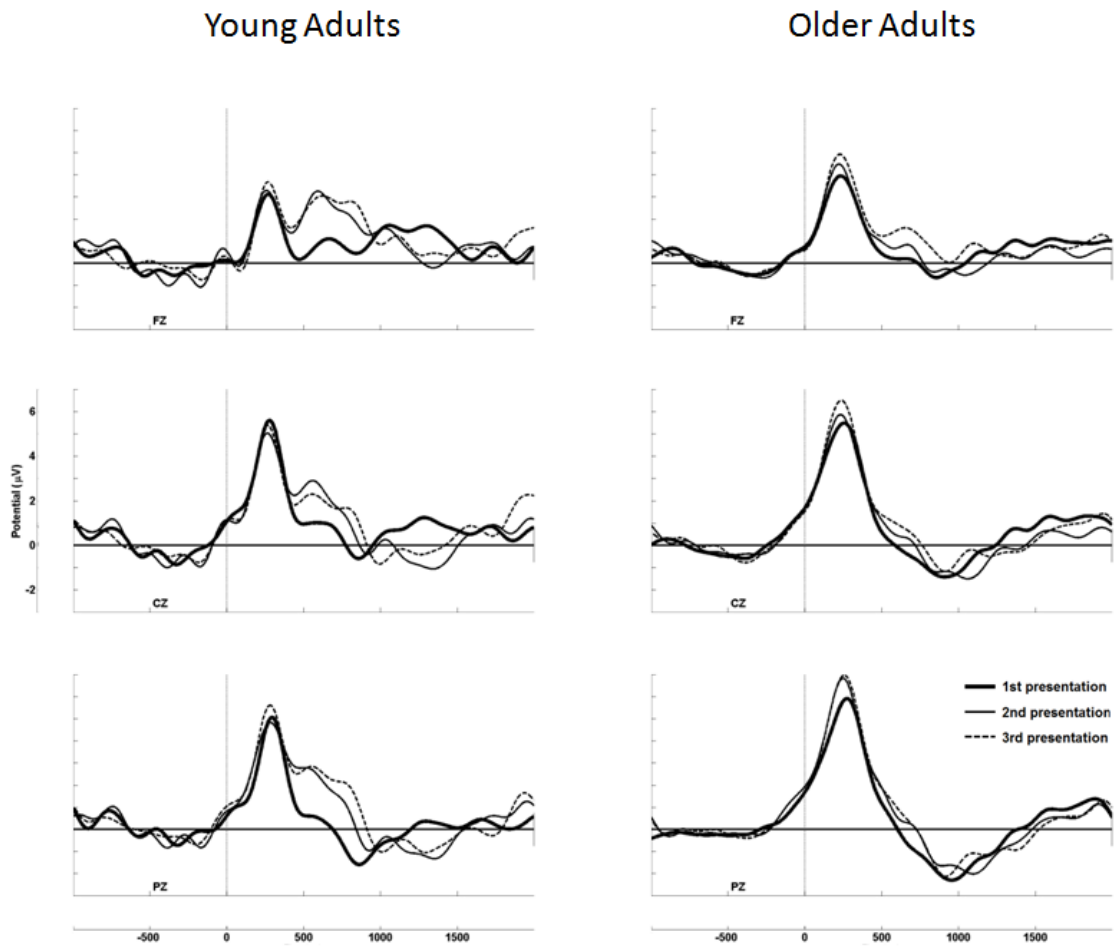 Young Adults
Older Adults
FZ
FZ
Potential (μV)
6
4
2
0
-2
CZ
CZ
1st presentation
2nd presentation
3rd presentation
PZ
PZ
-500 0 500 1000 1500
-500 0 500 1000 1500